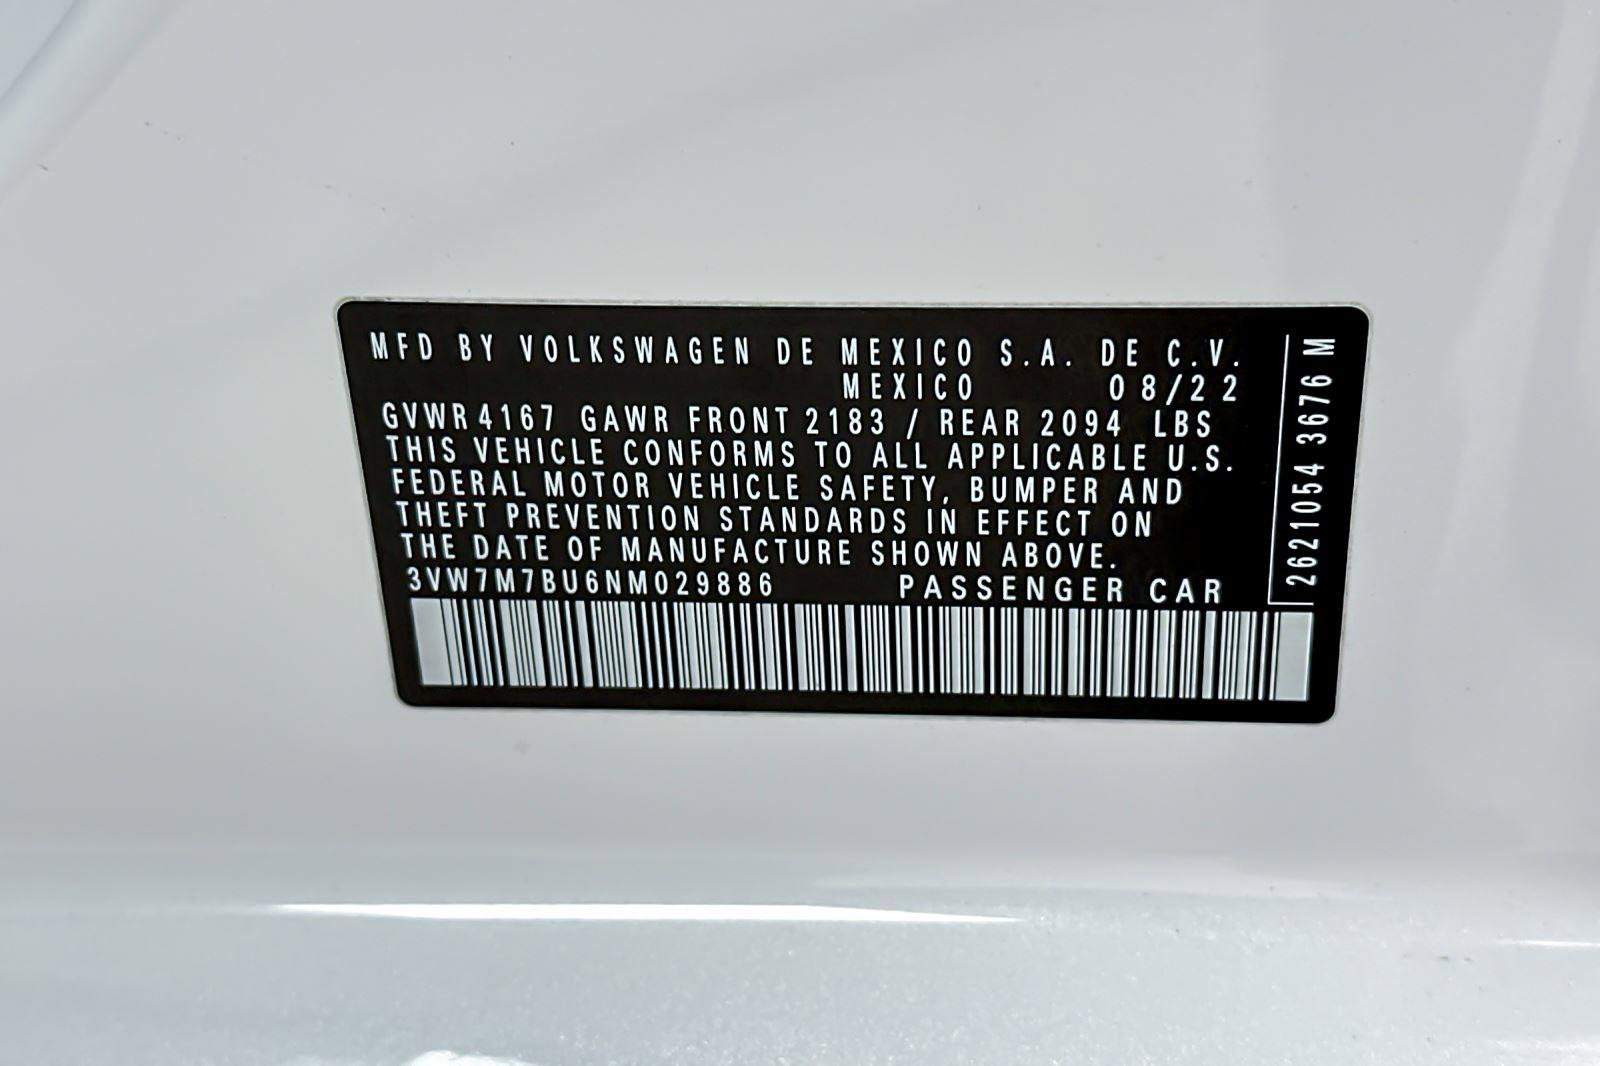 MFD BY VOLKSWAGEN DE MEXICO S.A. DE C.V.
MEXICO 08/22
GVWR 4167 GAWR FRONT 2183 / REAR 2094 LBS
THIS VEHICLE CONFORMS TO ALL APPLICABLE U.S.
FEDERAL MOTOR VEHICLE SAFETY, BUMPER AND
THEFT PREVENTION STANDARDS IN EFFECT ON
THE DATE OF MANUFACTURE SHOWN ABOVE.
3VW7M7BU6NM029886 PASSENGER CAR
2621054 3676 M